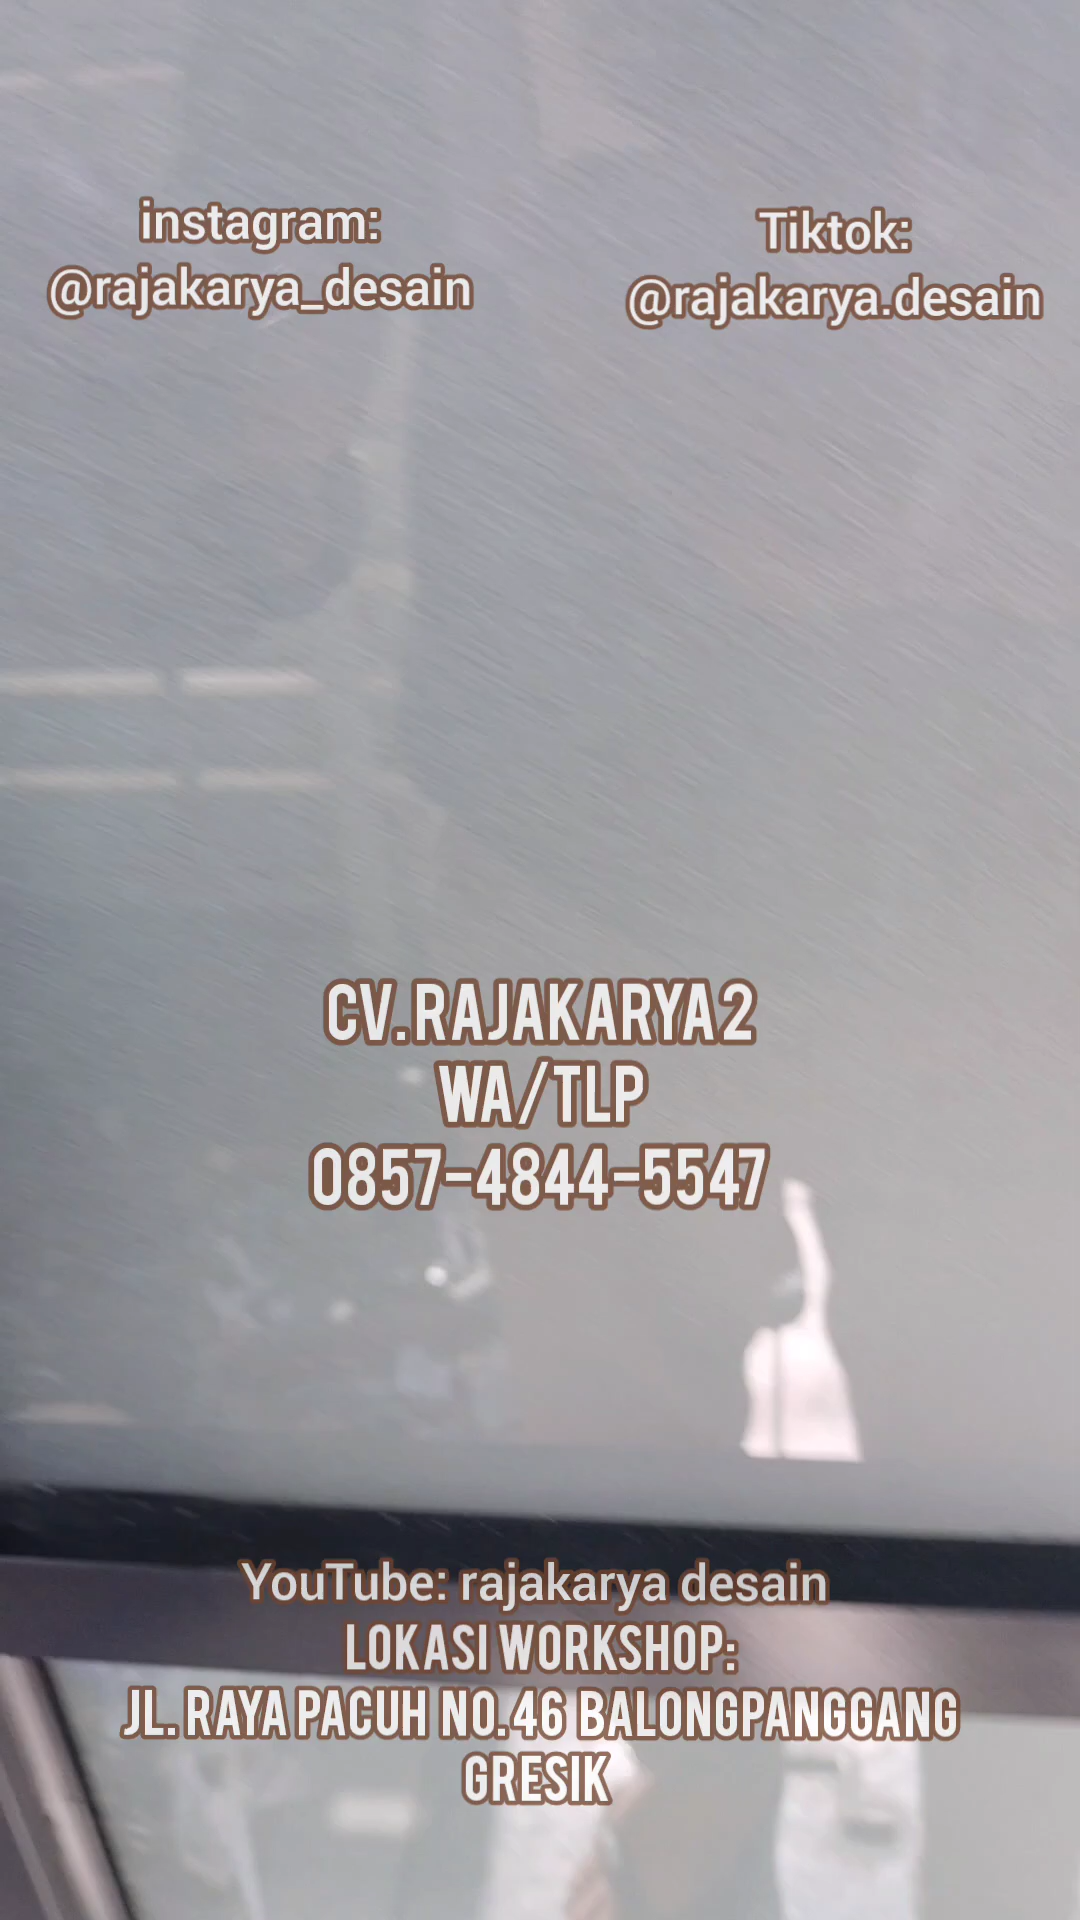 instagram:
@rajakarya_desain
Tiktok:
@rajakarya.desain
CV.RAJAKARYA2
WA/TLP
0857-4844-5547
YouTube: rajakarya desain
LOKASI WORKSHOP:
JL. RAYA PACUH NO.46 BALONGPANGGANG
GRESIK